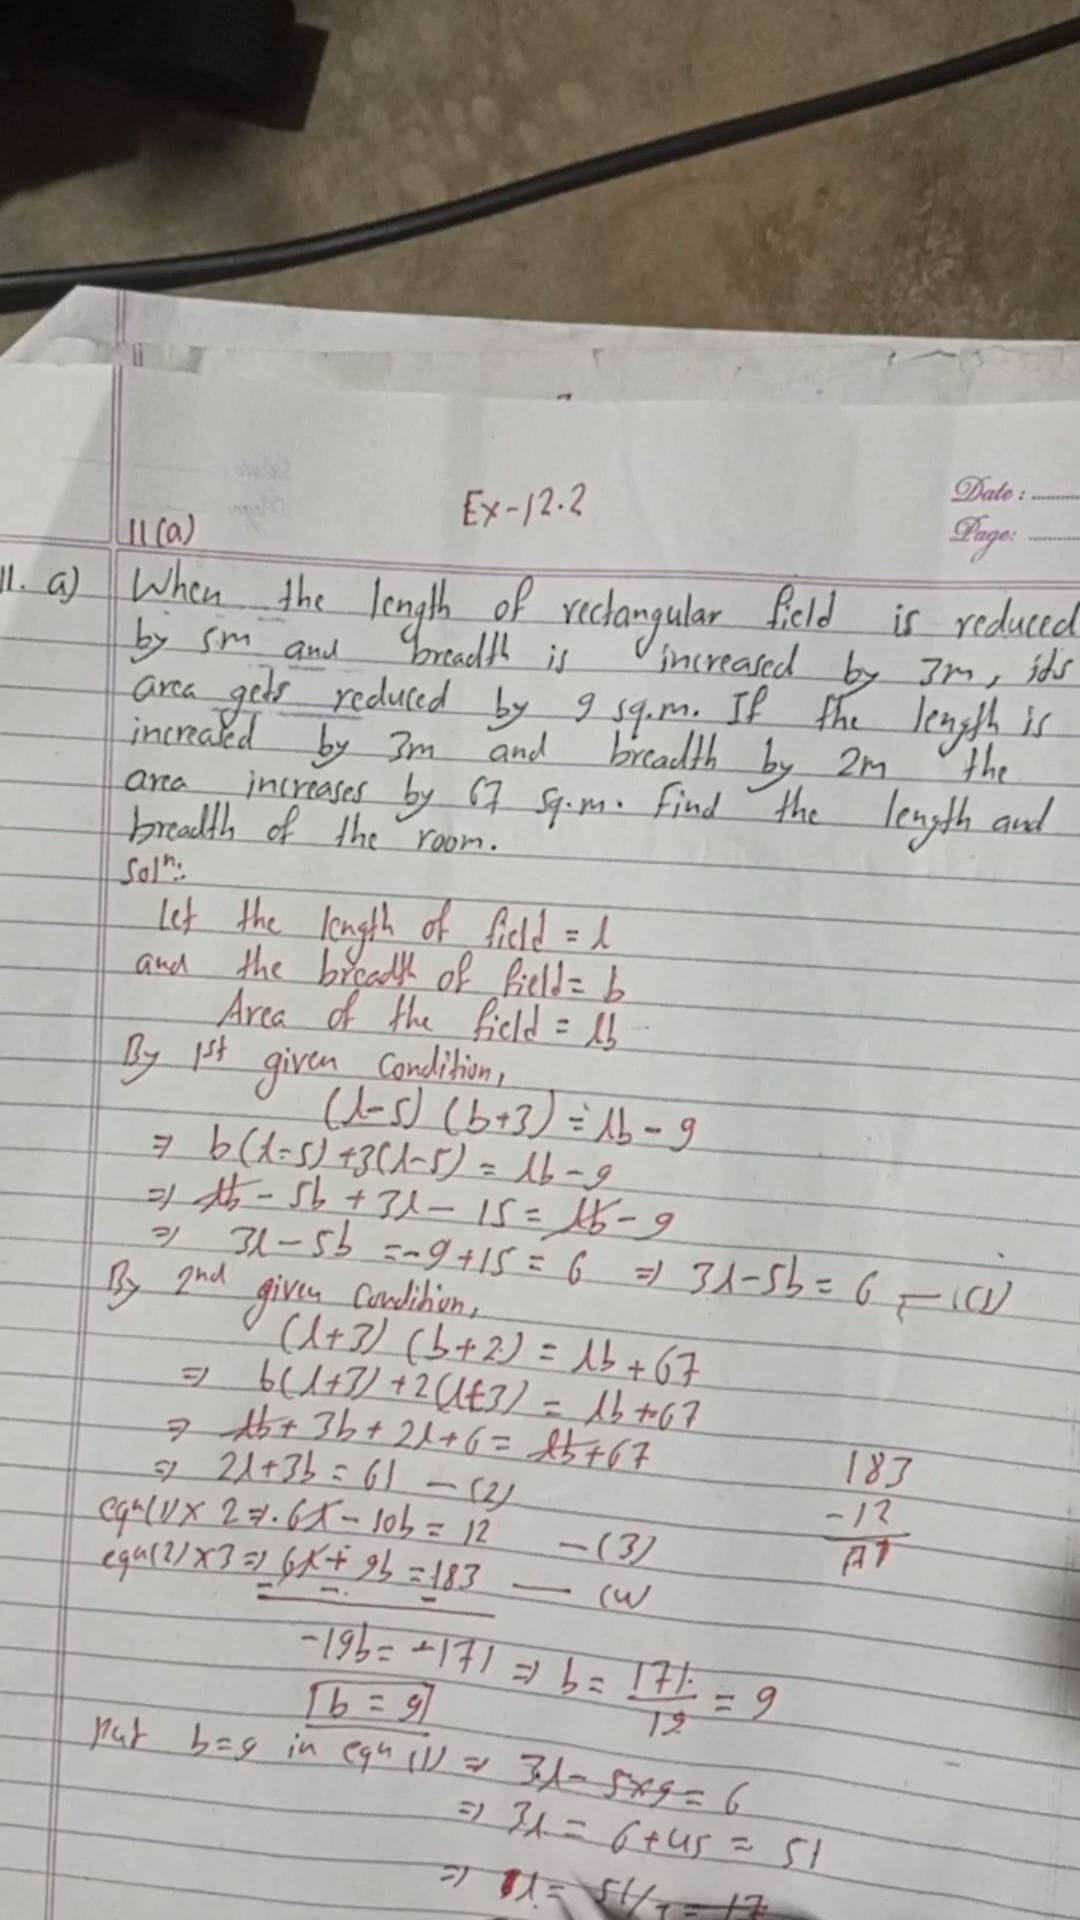 Ex-12.2
Date: ..........
Page: ..........
11(a)
11. a) When the length of rectangular field is reduced
by 5m and breadth is increased by 3m, it's
area gets reduced by 9 sq.m. If the length is
increased by 3m and breadth by 2m the
area increases by 67 sq.m. Find the length and
breadth of the room.
Solⁿ:
Let the length of field = l
and the breadth of field = b
Area of the field = lb
By 1st given Condition,
(l-5) (b+3) = lb - 9
⇒ b(l-5) +3(l-5) = lb - 9
⇒ lb - 5b + 3l - 15 = lb - 9
⇒ 3l - 5b = -9 +15 = 6 ⇒ 3l-5b = 6 — (1)
By 2nd given Condition,
(l+3) (b+2) = lb + 67
⇒ b(l+3) +2(l+3) = lb +67
⇒ lb + 3b + 2l + 6 = lb +67
⇒ 2l+3b = 61 — (2)
183
-12
171
eqn(1) x 2 ⇒ 6l - 10b = 12 — (3)
eqn(2) x3 ⇒ 6l + 9b = 183 — (4)
- - -
-19b = -171 ⇒ b = 171/19 = 9
b = 9
put b=9 in eqn (1) ⇒ 3l - 5x9 = 6
⇒ 3l = 6+45 = 51
⇒ l = 51/3 = 17